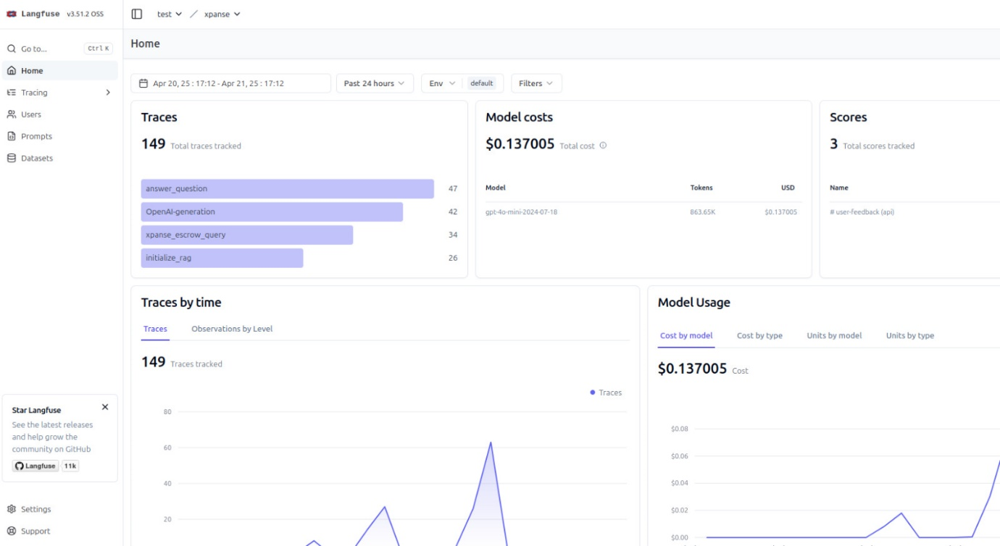 Langfuse v3.51.2 OSS
test / xpanse
Go to... Ctrl K
Home
Tracing
Users
Prompts
Datasets
Star Langfuse
See the latest releases
and help grow the
community on GitHub
Langfuse 11k
Settings
Support
Home
Apr 20, 25 : 17:12 - Apr 21, 25 : 17:12
Past 24 hours
Env default
Filters
Traces
149 Total traces tracked
answer_question 47
OpenAI-generation 42
xpanse_escrow_query 34
initialize_rag 26
Model costs
$0.137005 Total cost
Model Tokens USD
gpt-4o-mini-2024-07-18 863.65K $0.137005
Scores
3 Total scores tracked
Name
# user-feedback (api)
Traces by time
Traces Observations by Level
149 Traces tracked
Traces
80
60
40
20
Model Usage
Cost by model Cost by type Units by model Units by type
$0.137005 Cost
$0.08
$0.06
$0.04
$0.02
$0.00